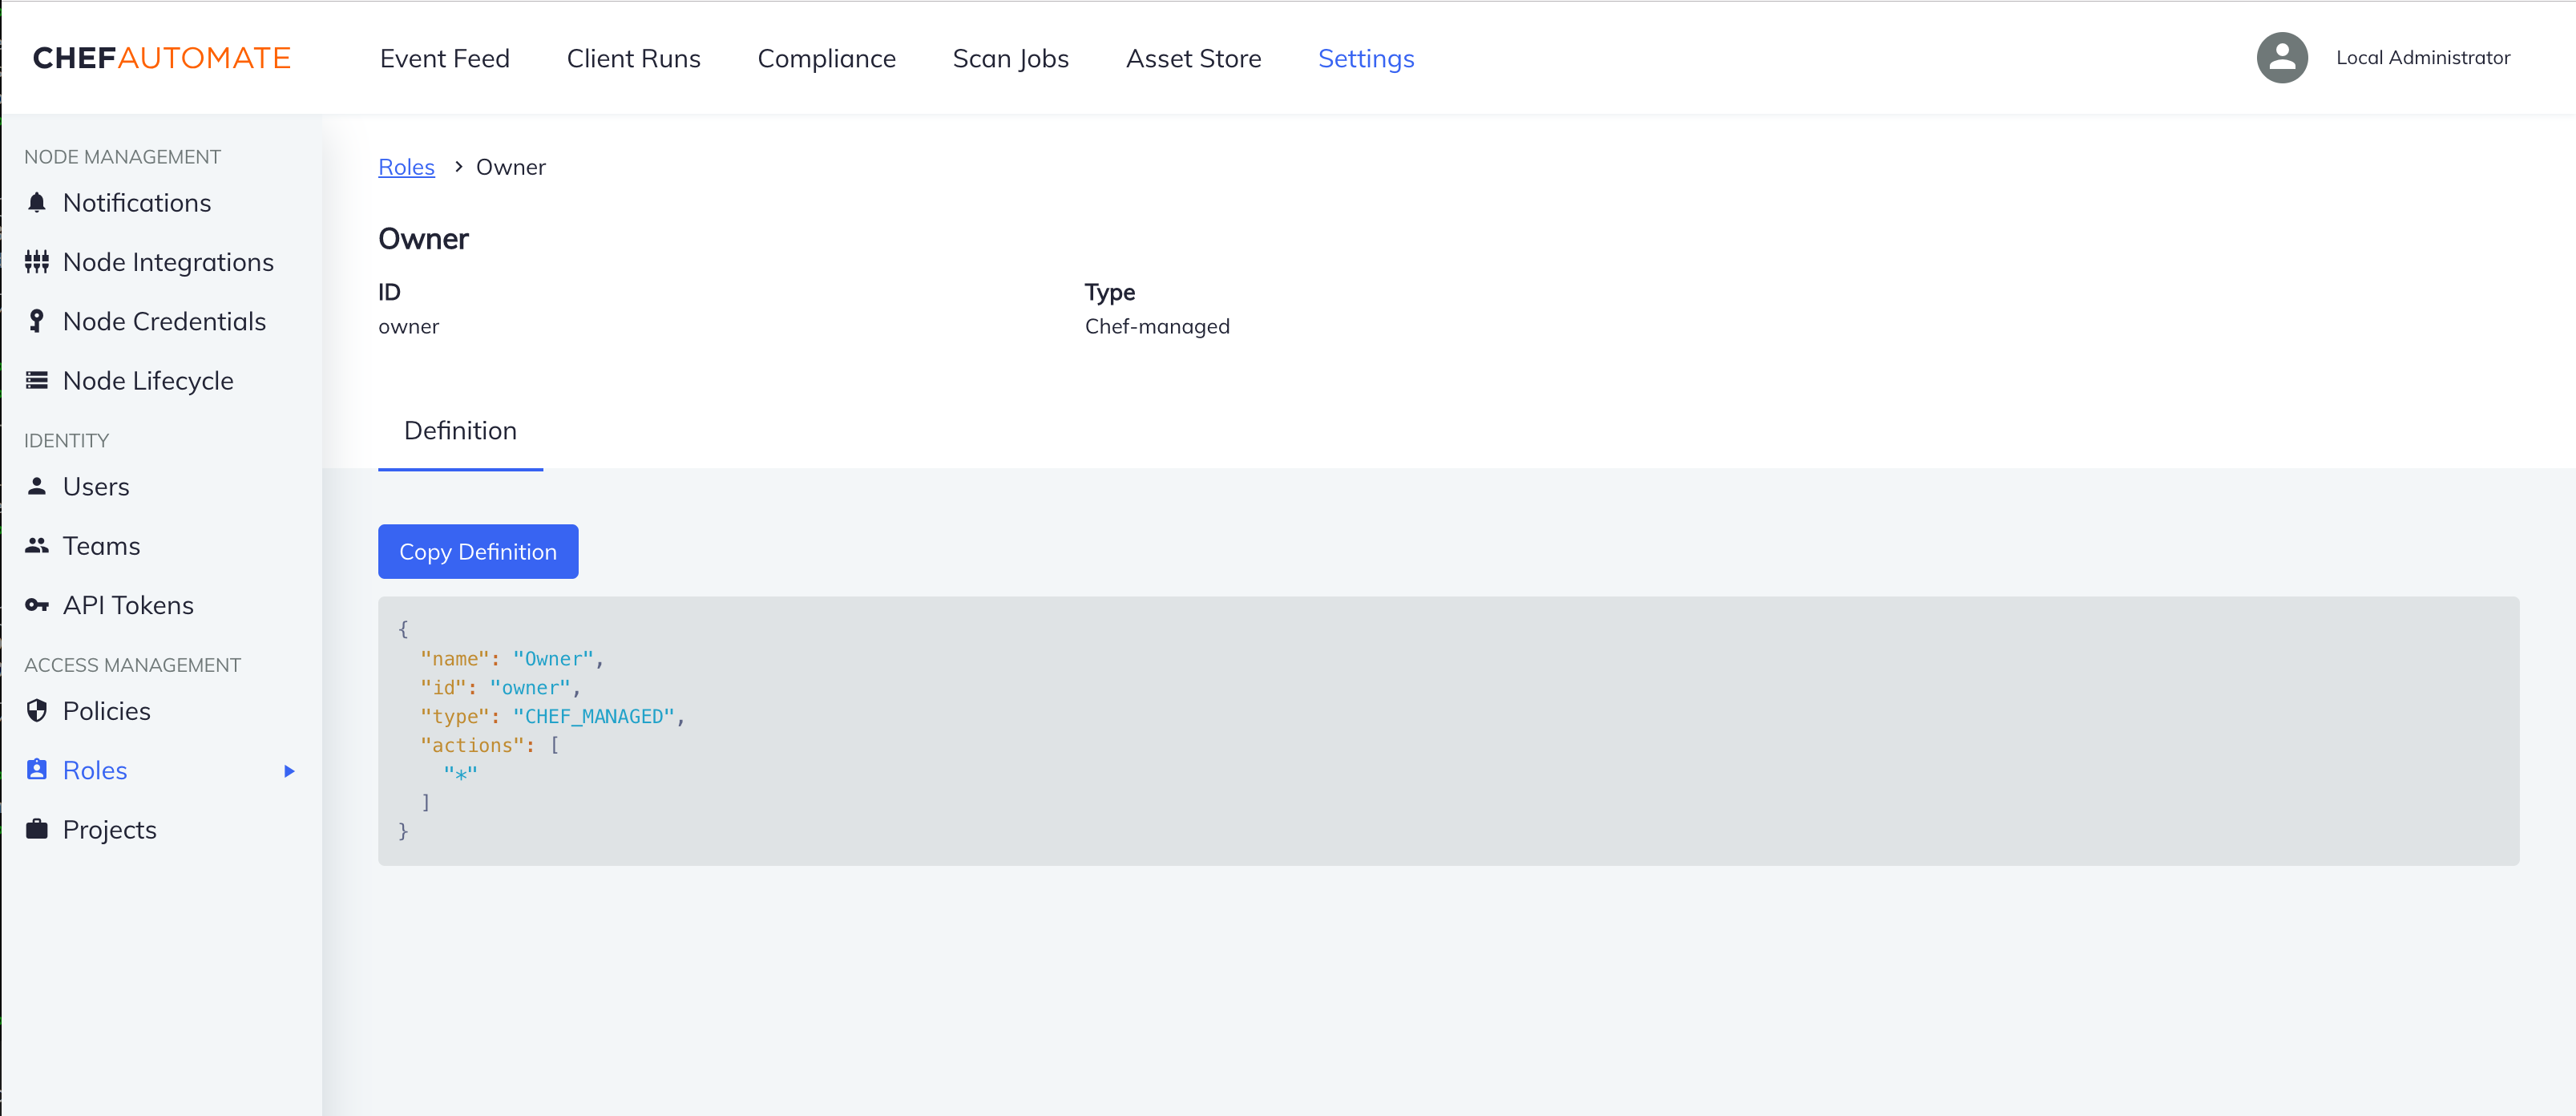 CHEFAUTOMATE
Event Feed
Client Runs
Compliance
Scan Jobs
Asset Store
Settings
Local Administrator
NODE MANAGEMENT
Notifications
Node Integrations
Node Credentials
Node Lifecycle
IDENTITY
Users
Teams
API Tokens
ACCESS MANAGEMENT
Policies
Roles
Projects
Roles > Owner
Owner
ID
owner
Type
Chef-managed
Definition
Copy Definition
{
  "name": "Owner",
  "id": "owner",
  "type": "CHEF_MANAGED",
  "actions": [
    "*"
  ]
}